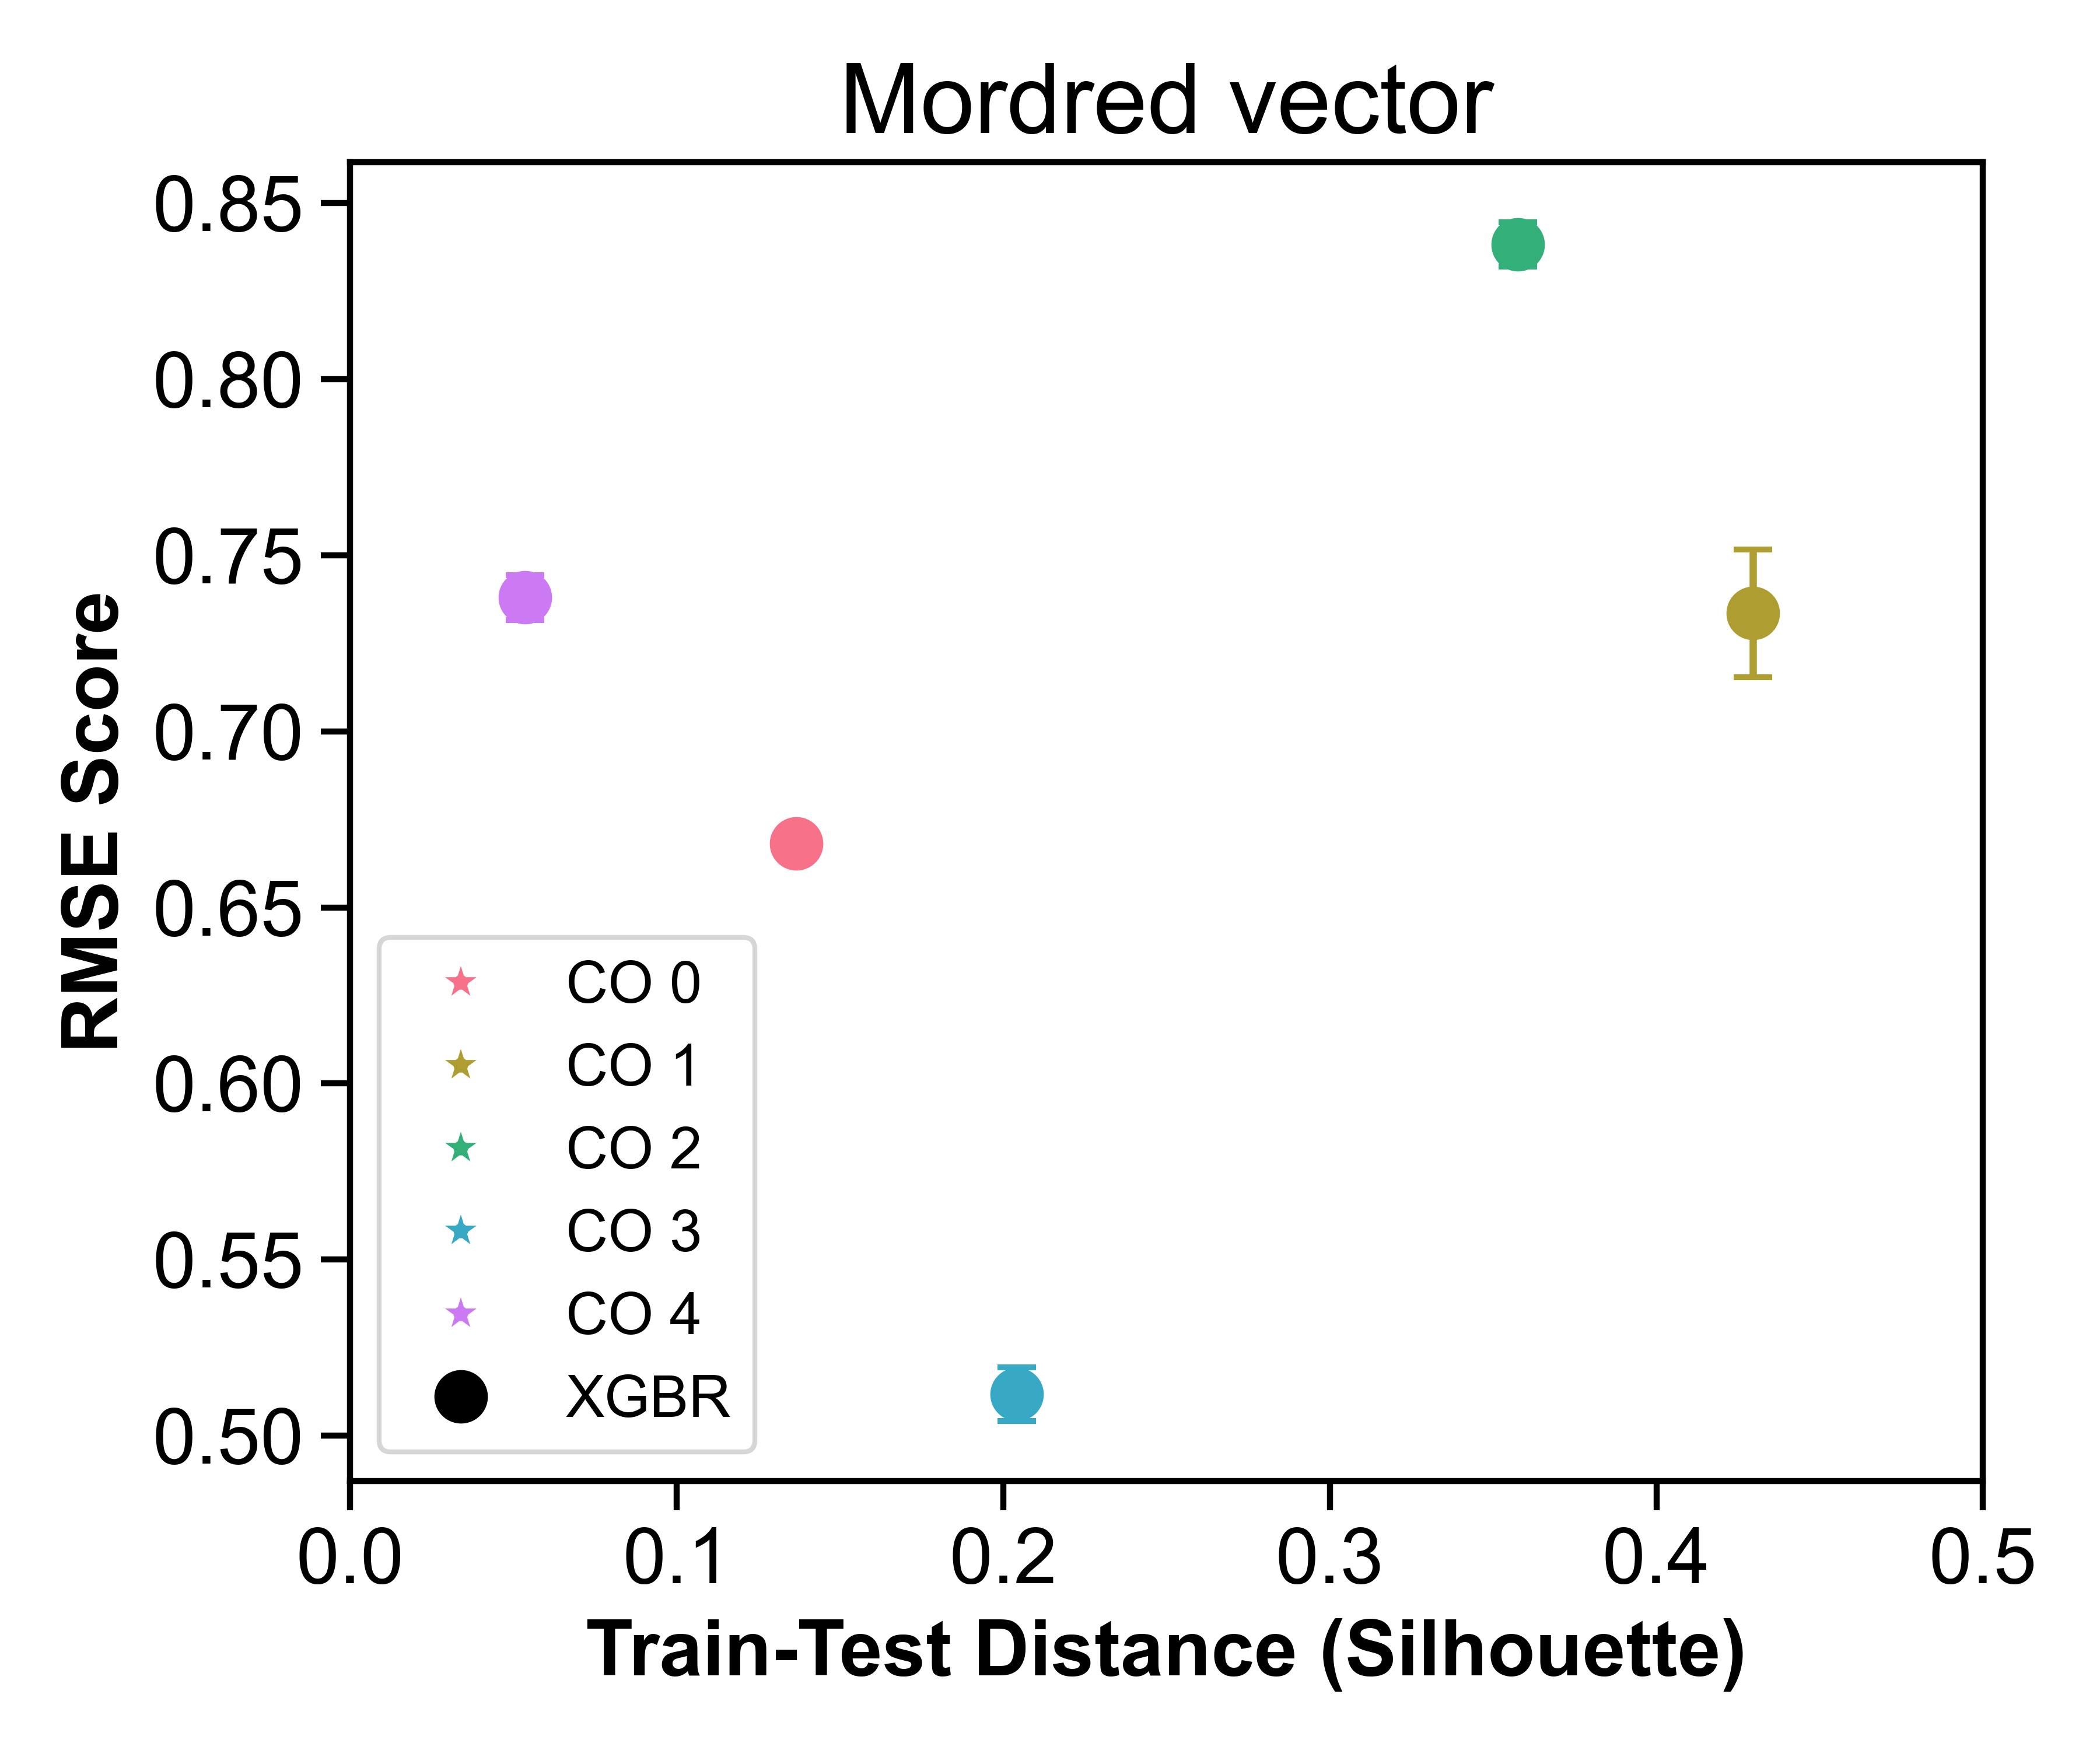 Mordred vector
RMSE Score
0.85
0.80
0.75
0.70
0.65
0.60
0.55
0.50
CO 0
CO 1
CO 2
CO 3
CO 4
XGBR
0.0 0.1 0.2 0.3 0.4 0.5
Train-Test Distance (Silhouette)